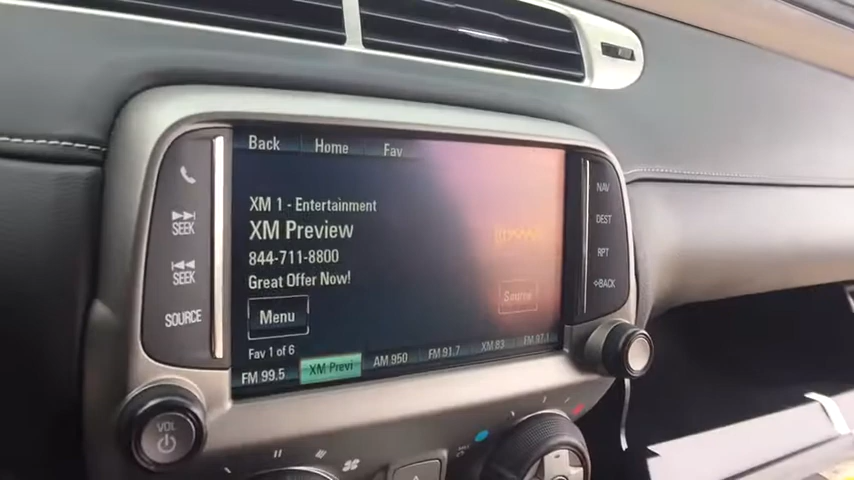 Back Home Fav
XM 1 - Entertainment
XM Preview
844-711-8800
Great Offer Now!
Menu
Source
Fav 1 of 6
FM 99.5 XM Previ AM 950 FM 91.7 XM 83 FM 97.1
SEEK
SEEK
SOURCE
VOL
NAV
DEST
RPT
BACK